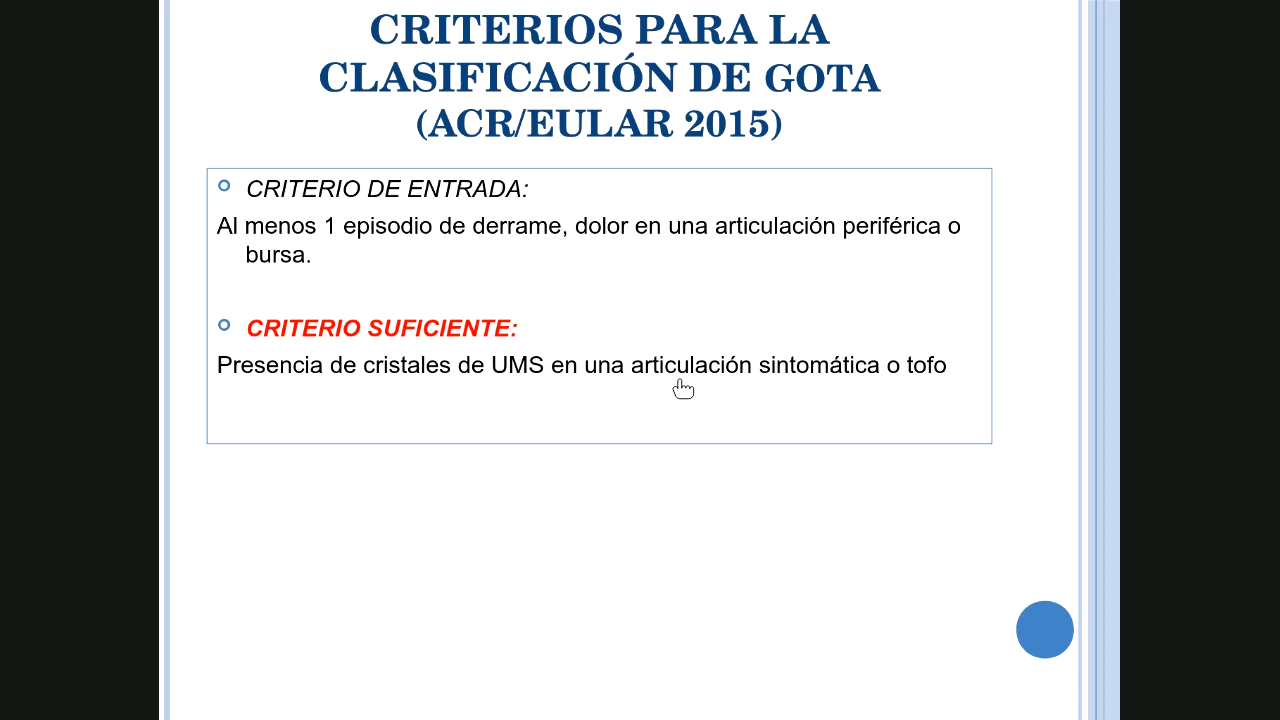 CRITERIOS PARA LA
CLASIFICACIÓN DE GOTA
(ACR/EULAR 2015)
CRITERIO DE ENTRADA:
Al menos 1 episodio de derrame, dolor en una articulación periférica o
bursa.
CRITERIO SUFICIENTE:
Presencia de cristales de UMS en una articulación sintomática o tofo